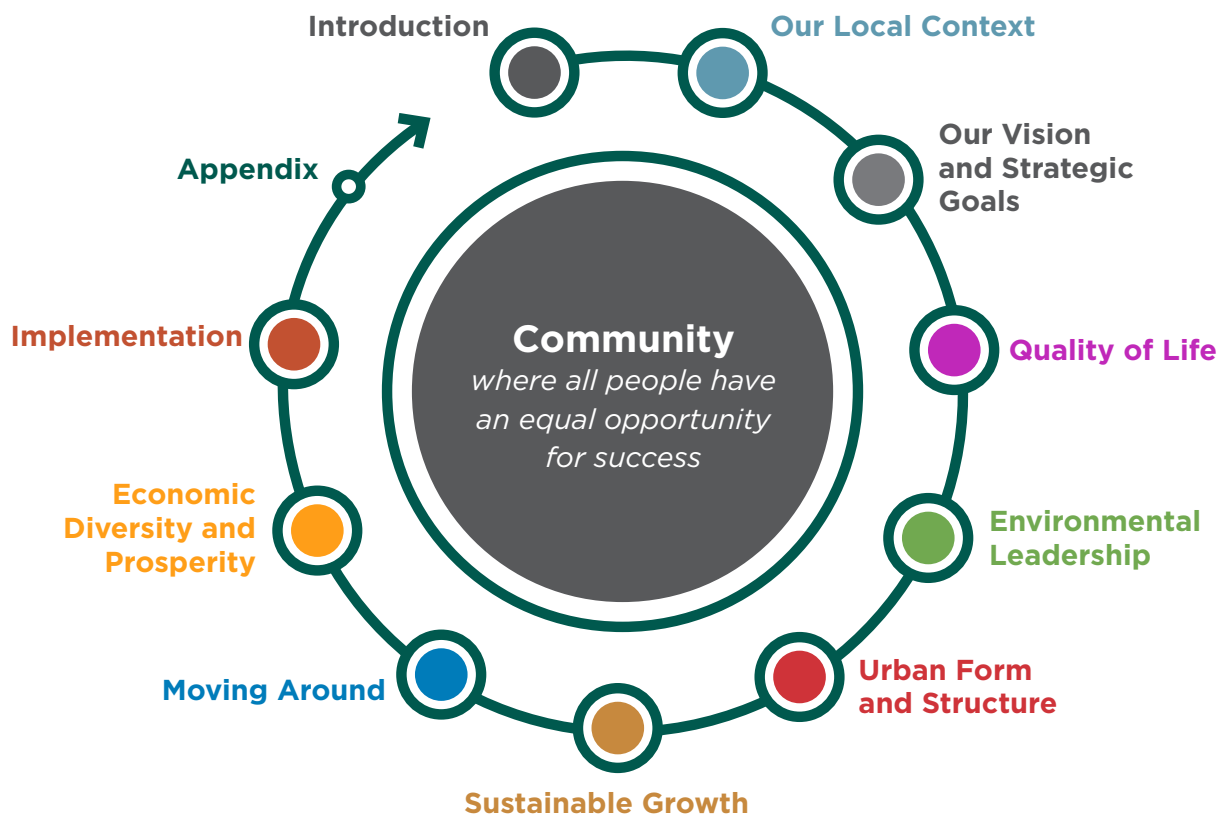 Introduction
Our Local Context
Our Vision
and Strategic
Goals
Quality of Life
Environmental
Leadership
Urban Form
and Structure
Sustainable Growth
Moving Around
Economic
Diversity and
Prosperity
Implementation
Appendix
Community
where all people have
an equal opportunity
for success